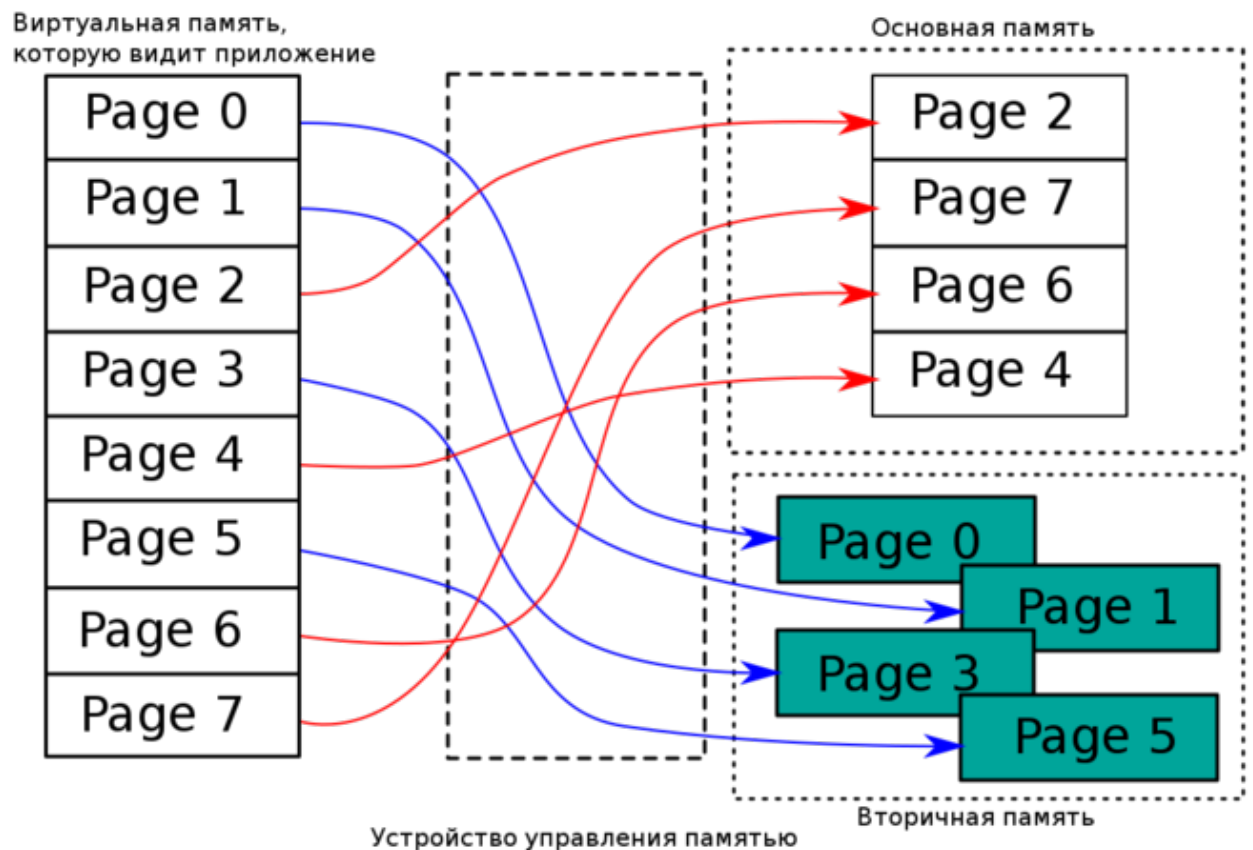 Виртуальная память,
которую видит приложение
Page 0
Page 1
Page 2
Page 3
Page 4
Page 5
Page 6
Page 7
Основная память
Page 2
Page 7
Page 6
Page 4
Page 0
Page 1
Page 3
Page 5
Вторичная память
Устройство управления памятью